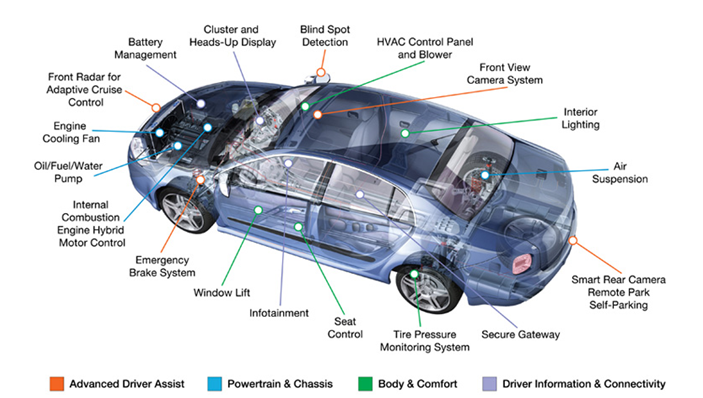 Cluster and
Heads-Up Display
Blind Spot
Detection
Battery
Management
HVAC Control Panel
and Blower
Front View
Camera System
Front Radar for
Adaptive Cruise
Control
Interior
Lighting
Engine
Cooling Fan
Oil/Fuel/Water
Pump
Air
Suspension
Internal
Combustion
Engine Hybrid
Motor Control
Emergency
Brake System
Smart Rear Camera
Remote Park
Self-Parking
Window Lift
Infotainment
Seat
Control
Tire Pressure
Monitoring System
Secure Gateway
Advanced Driver Assist
Powertrain & Chassis
Body & Comfort
Driver Information & Connectivity